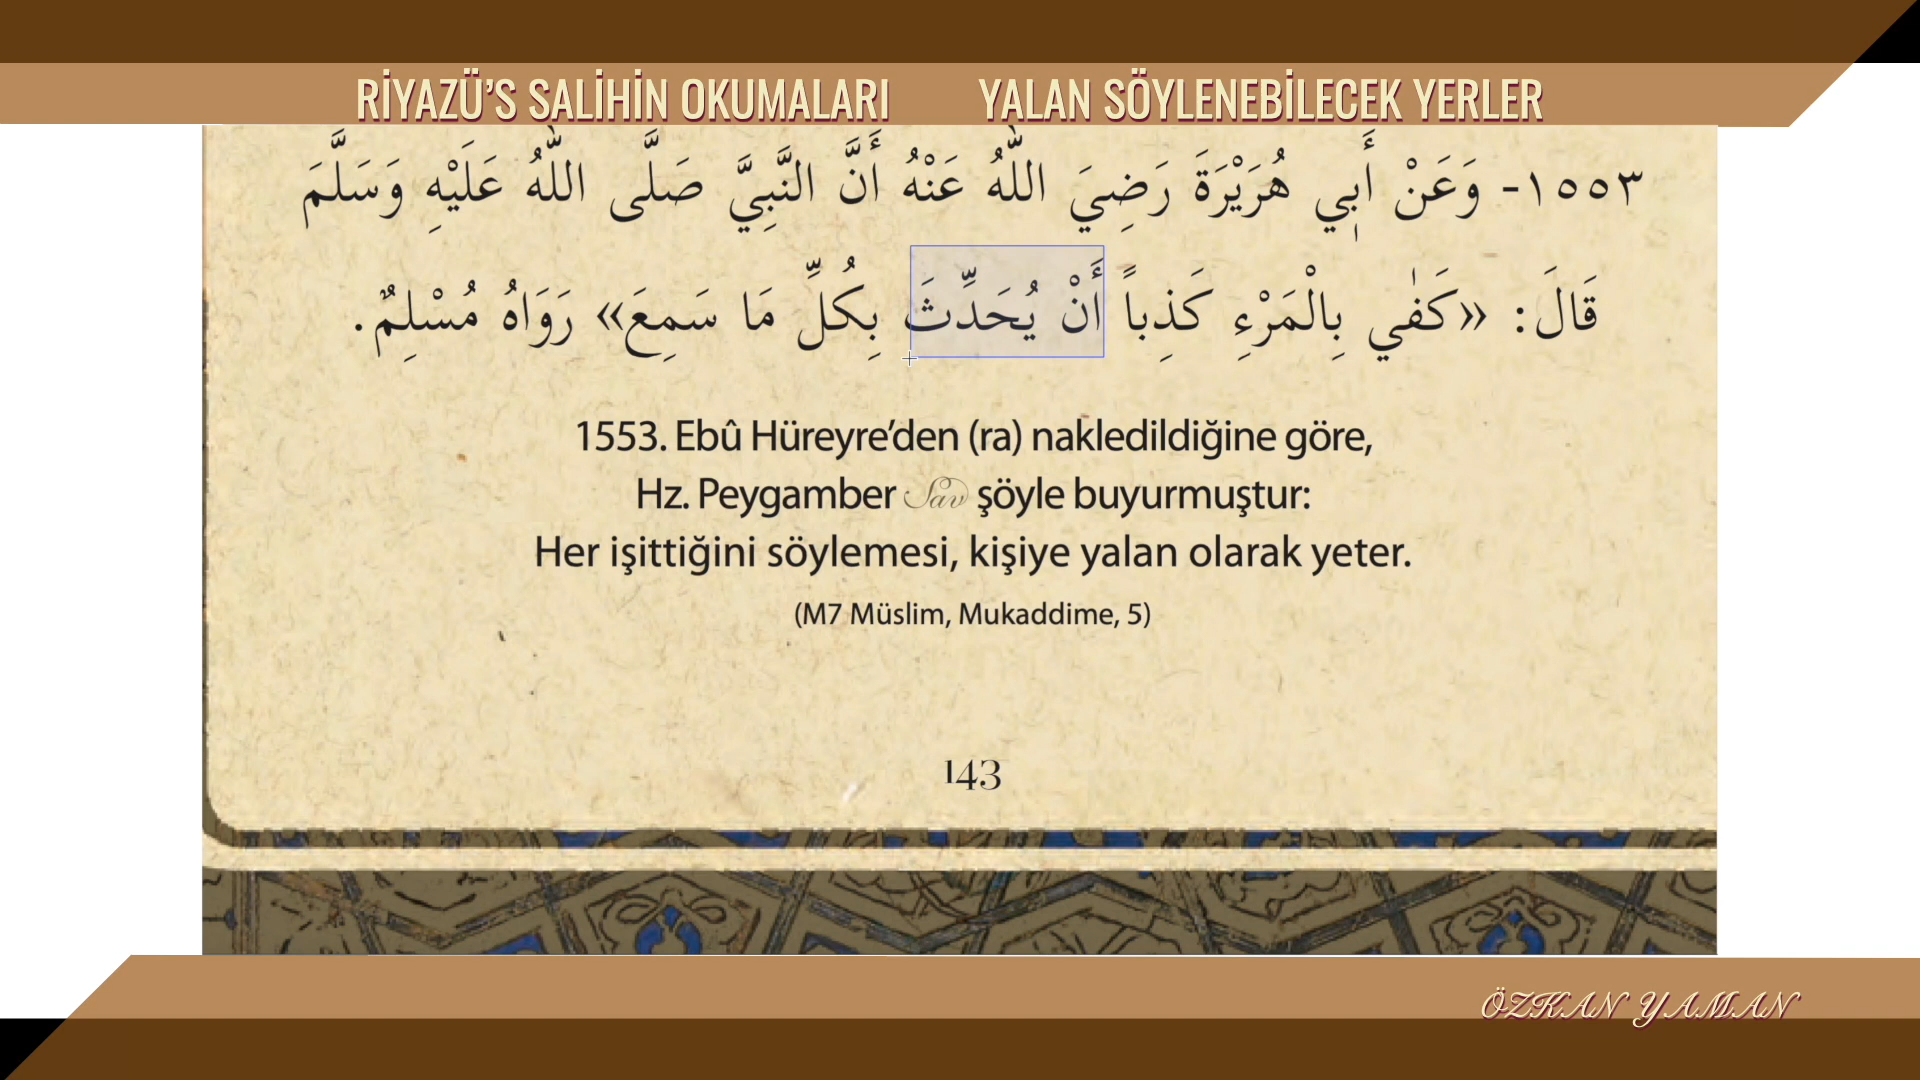 RİYAZÜ'S SALİHİN OKUMALARI YALAN SÖYLENEBİLECEK YERLER
١٥٥٣- وَعَنْ أَبٖي هُرَيْرَةَ رَضِيَ اللّٰهُ عَنْهُ أَنَّ النَّبِيَّ صَلَّى اللّٰهُ عَلَيْهِ وَسَلَّمَ
قَالَ: «كَفٰي بِالْمَرْءِ كَذِباً أَنْ يُحَدِّثَ بِكُلِّ مَا سَمِعَ» رَوَاهُ مُسْلِمٌ.
1553. Ebû Hüreyre’den (ra) nakledildiğine göre,
Hz. Peygamber Sav şöyle buyurmuştur:
Her işittiğini söylemesi, kişiye yalan olarak yeter.
(M7 Müslim, Mukaddime, 5)
143
ÖZKAN YAMAN